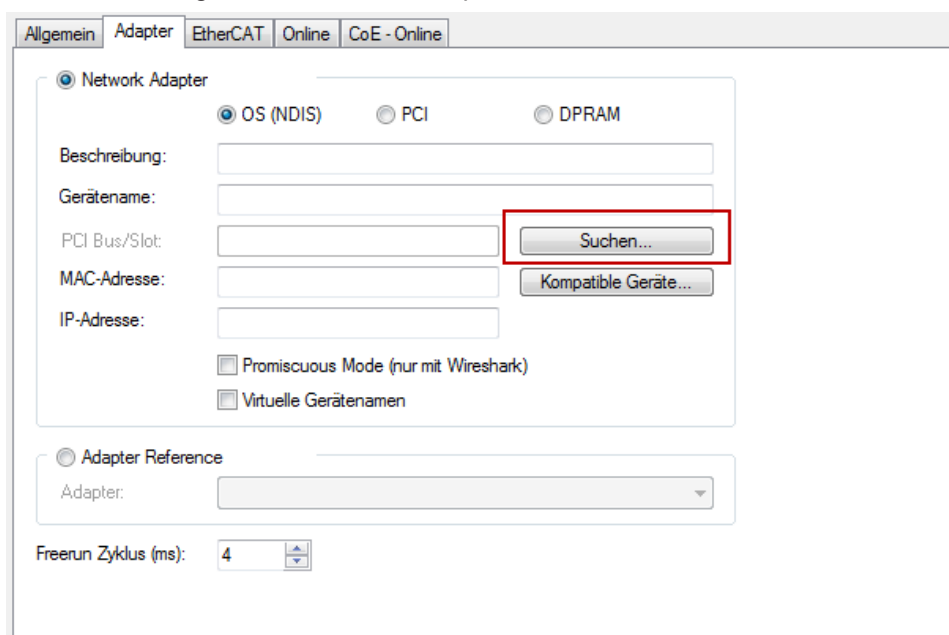 Allgemein Adapter EtherCAT Online CoE - Online
Network Adapter
OS (NDIS) PCI DPRAM
Beschreibung:
Gerätename:
PCI Bus/Slot: Suchen...
MAC-Adresse: Kompatible Geräte...
IP-Adresse:
Promiscuous Mode (nur mit Wireshark)
Virtuelle Gerätenamen
Adapter Reference
Adapter:
Freerun Zyklus (ms): 4